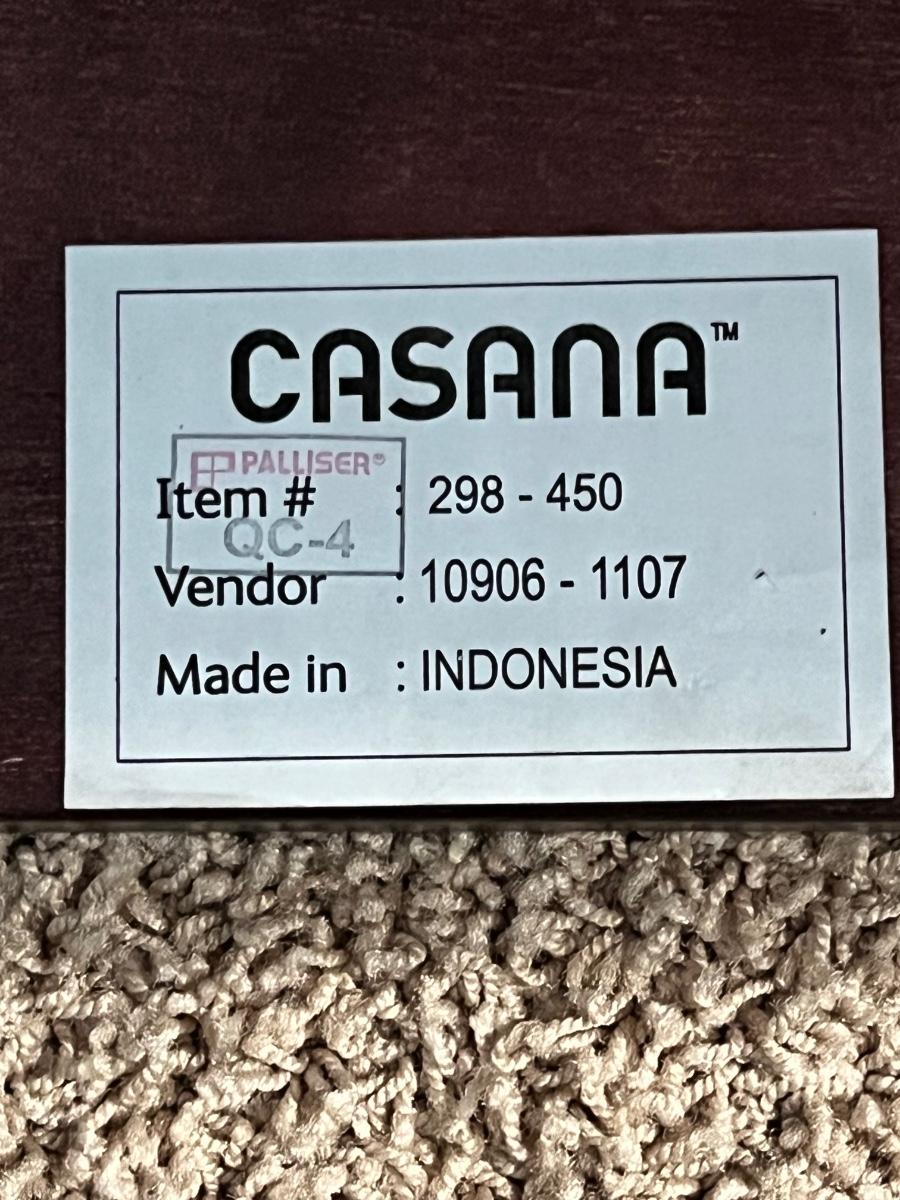 CASANA™
PALLISER®
Item # : 298 - 450
QC-4
Vendor : 10906 - 1107
Made in : INDONESIA